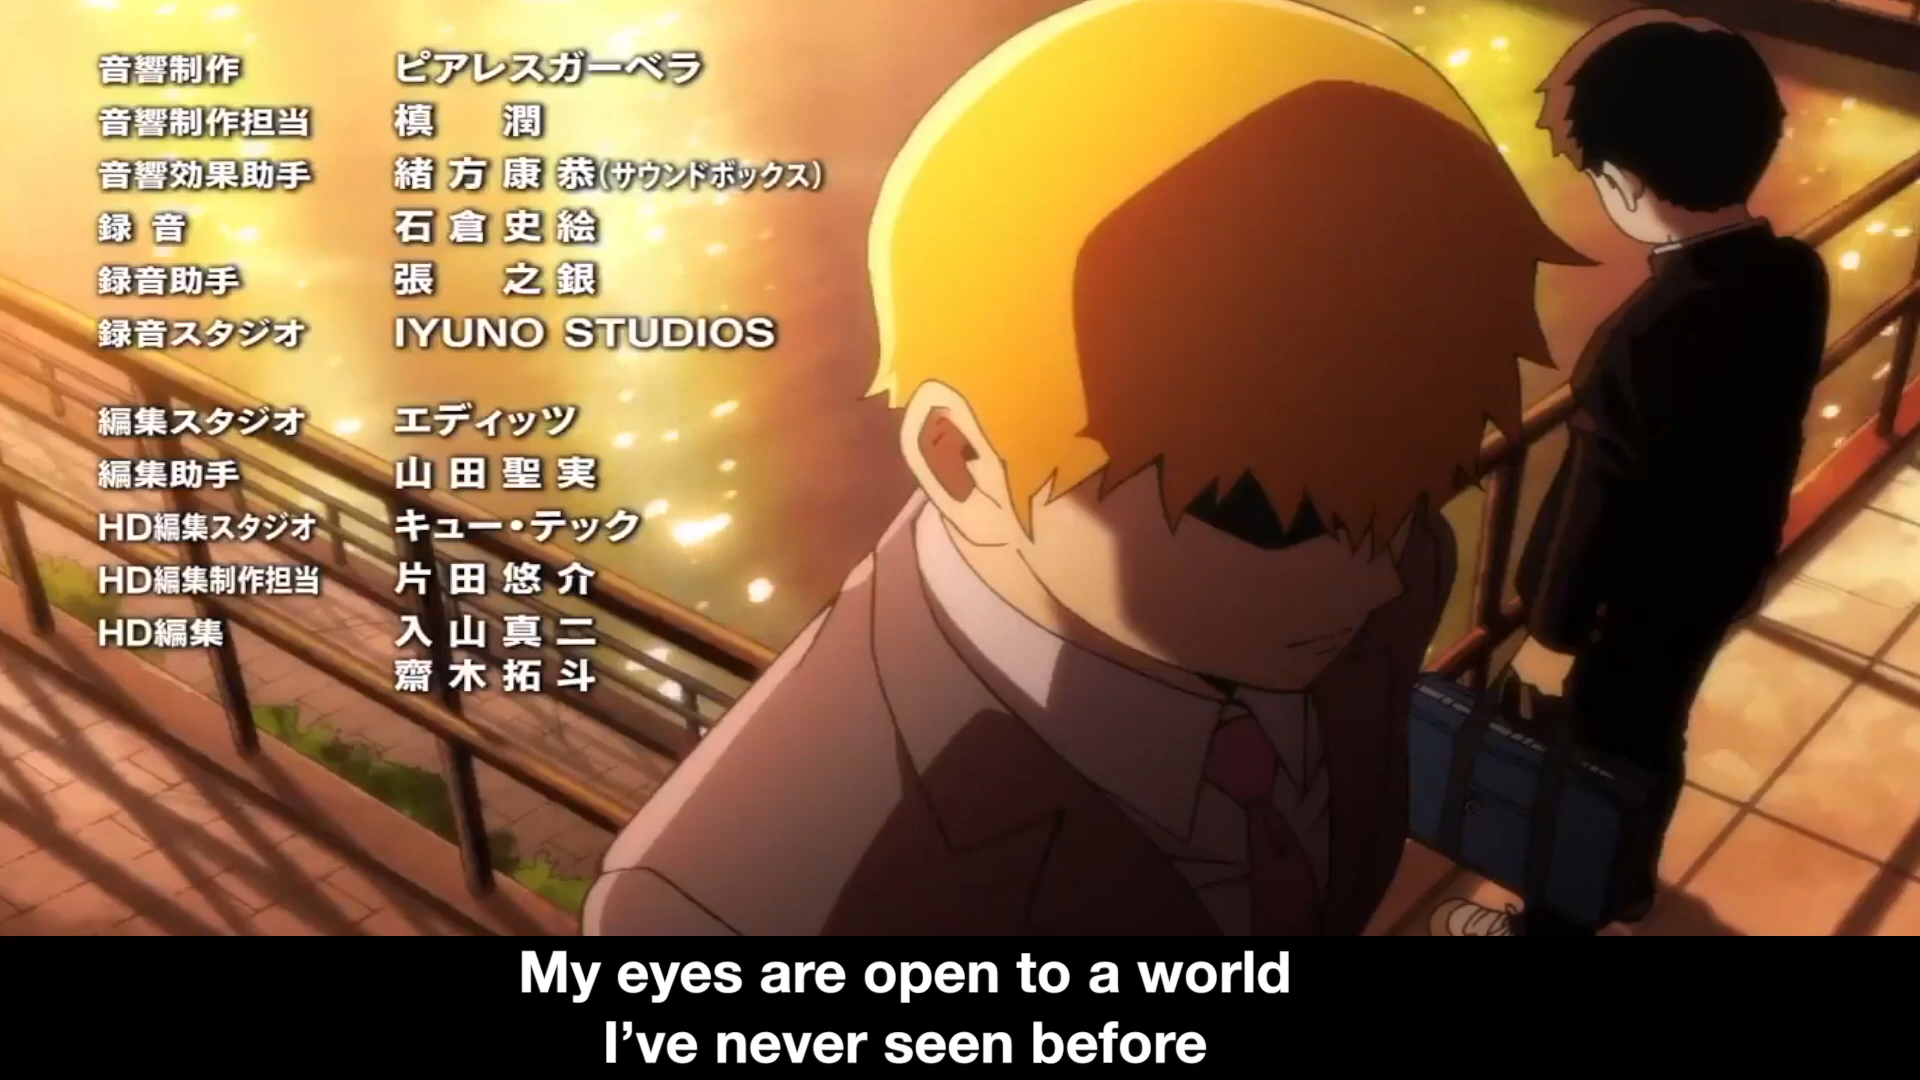 音響制作 ピアレスガーベラ
音響制作担当 槙 潤
音響効果助手 緒方康恭(サウンドボックス)
録音 石倉史絵
録音助手 張 之銀
録音スタジオ IYUNO STUDIOS
編集スタジオ エディッツ
編集助手 山田聖実
HD編集スタジオ キュー・テック
HD編集制作担当 片田悠介
HD編集 入山真二
齋木拓斗
My eyes are open to a world
I’ve never seen before